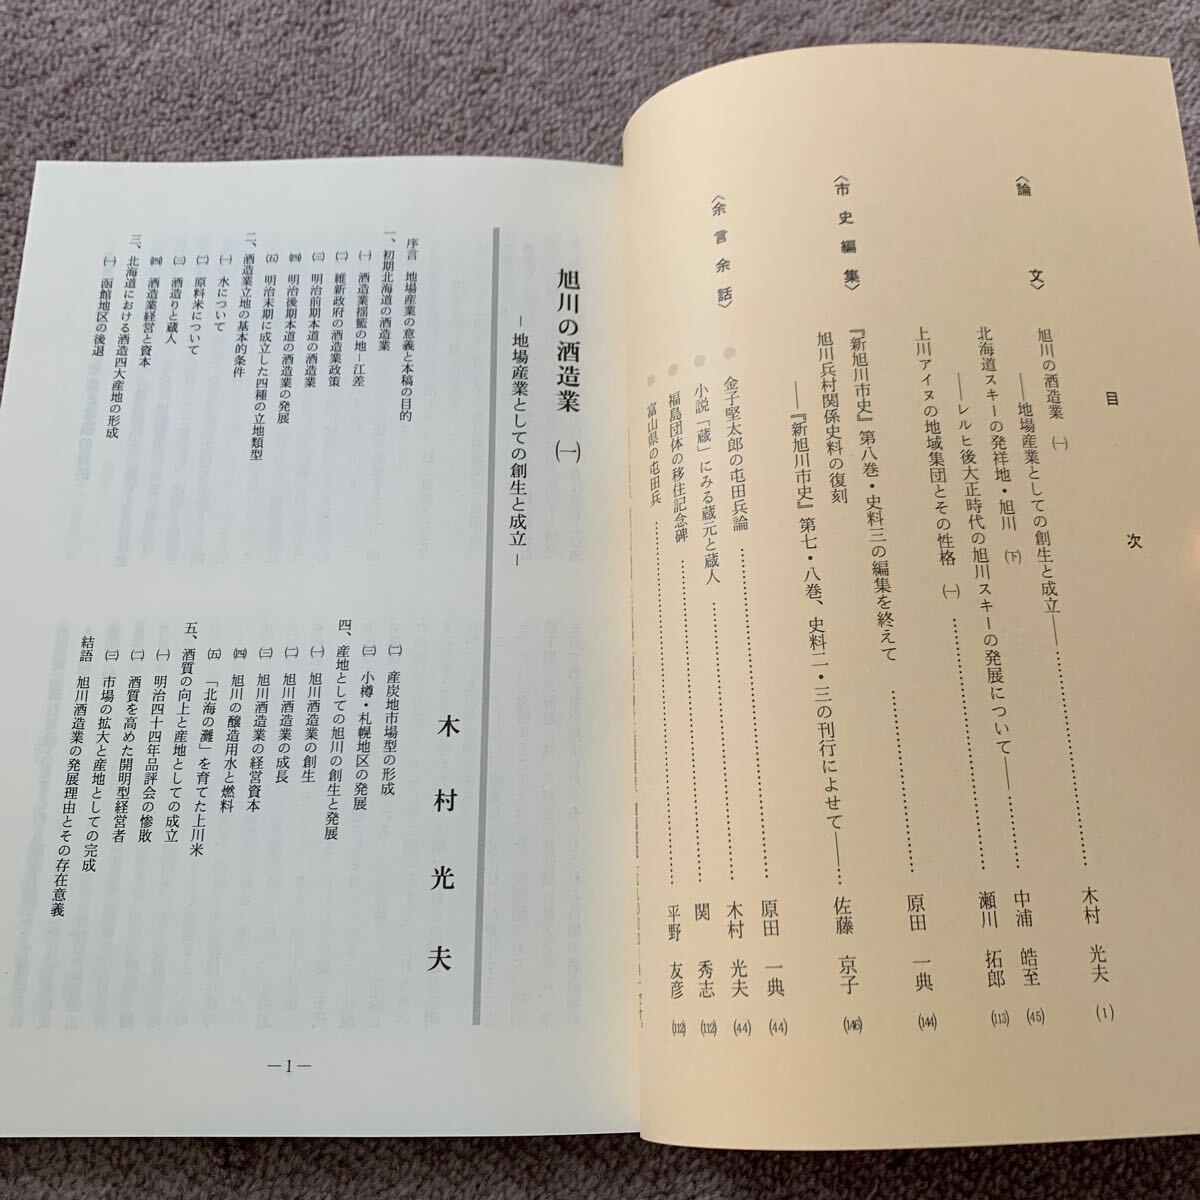 目次
〈論文〉
旭川の酒造業 ㈠
――地場産業としての創生と成立――………………木村 光夫 (1)
北海道スキーの発祥地・旭川 ㈦
――レルヒ後大正時代の旭川スキーの発展について――………中浦 皓至 (45)
上川アイヌの地域集団とその性格 ㈠………………瀬川 拓郎 (113)
〈市史編集〉
『新旭川市史』第八巻・史料三の編集を終えて………………原田 一典 (144)
旭川兵村関係史料の復刻
――『新旭川市史』第七・八巻、史料二・三の刊行によせて――……佐藤 京子 (146)
〈余言余話〉
金子堅太郎の屯田兵論………………原田 一典 (44)
小説「蔵」にみる蔵元と蔵人………………木村 光夫 (44)
福島団体の移住記念碑………………関 秀志 (112)
富山県の屯田兵………………平野 友彦 (112)
旭川の酒造業 ㈠
―地場産業としての創生と成立―
木村光夫
序言 地場産業の意義と本稿の目的
一、初期北海道の酒造業
㈠ 酒造業揺籃の地―江差
㈡ 維新政府の酒造業政策
㈢ 明治前期本道の酒造業
㈣ 明治後期本道の酒造業の発展
㈤ 明治末期に成立した四種の立地類型
二、酒造業立地の基本的条件
㈠ 水について
㈡ 原料米について
㈢ 酒造りと蔵人
㈣ 酒造業経営と資本
三、北海道における酒造四大産地の形成
㈠ 函館地区の後退
㈡ 産炭地市場型の形成
㈢ 小樽・札幌地区の発展
四、産地としての旭川の創生と発展
㈠ 旭川酒造業の創生
㈡ 旭川酒造業の成長
㈢ 旭川酒造業の経営資本
㈣ 旭川の醸造用水と燃料
㈤ 「北海の灘」を育てた上川米
五、酒質の向上と産地としての成立
㈠ 明治四十四年品評会の惨敗
㈡ 酒質を高めた開明型経営者
㈢ 市場の拡大と産地としての完成
結語 旭川酒造業の発展理由とその存在意義
―1―